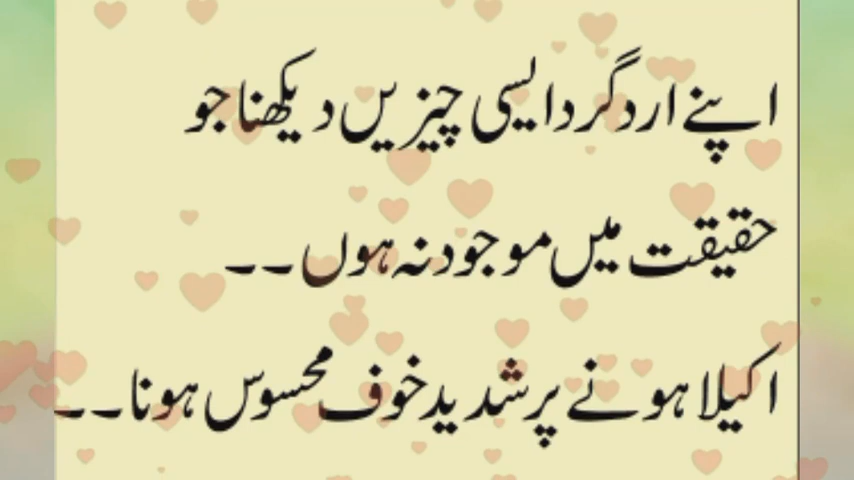 اپنے اردگرد ایسی چیزیں دیکھنا جو
حقیقت میں موجود نہ ہوں۔۔
اکیلا ہونے پر شدید خوف محسوس ہونا۔۔